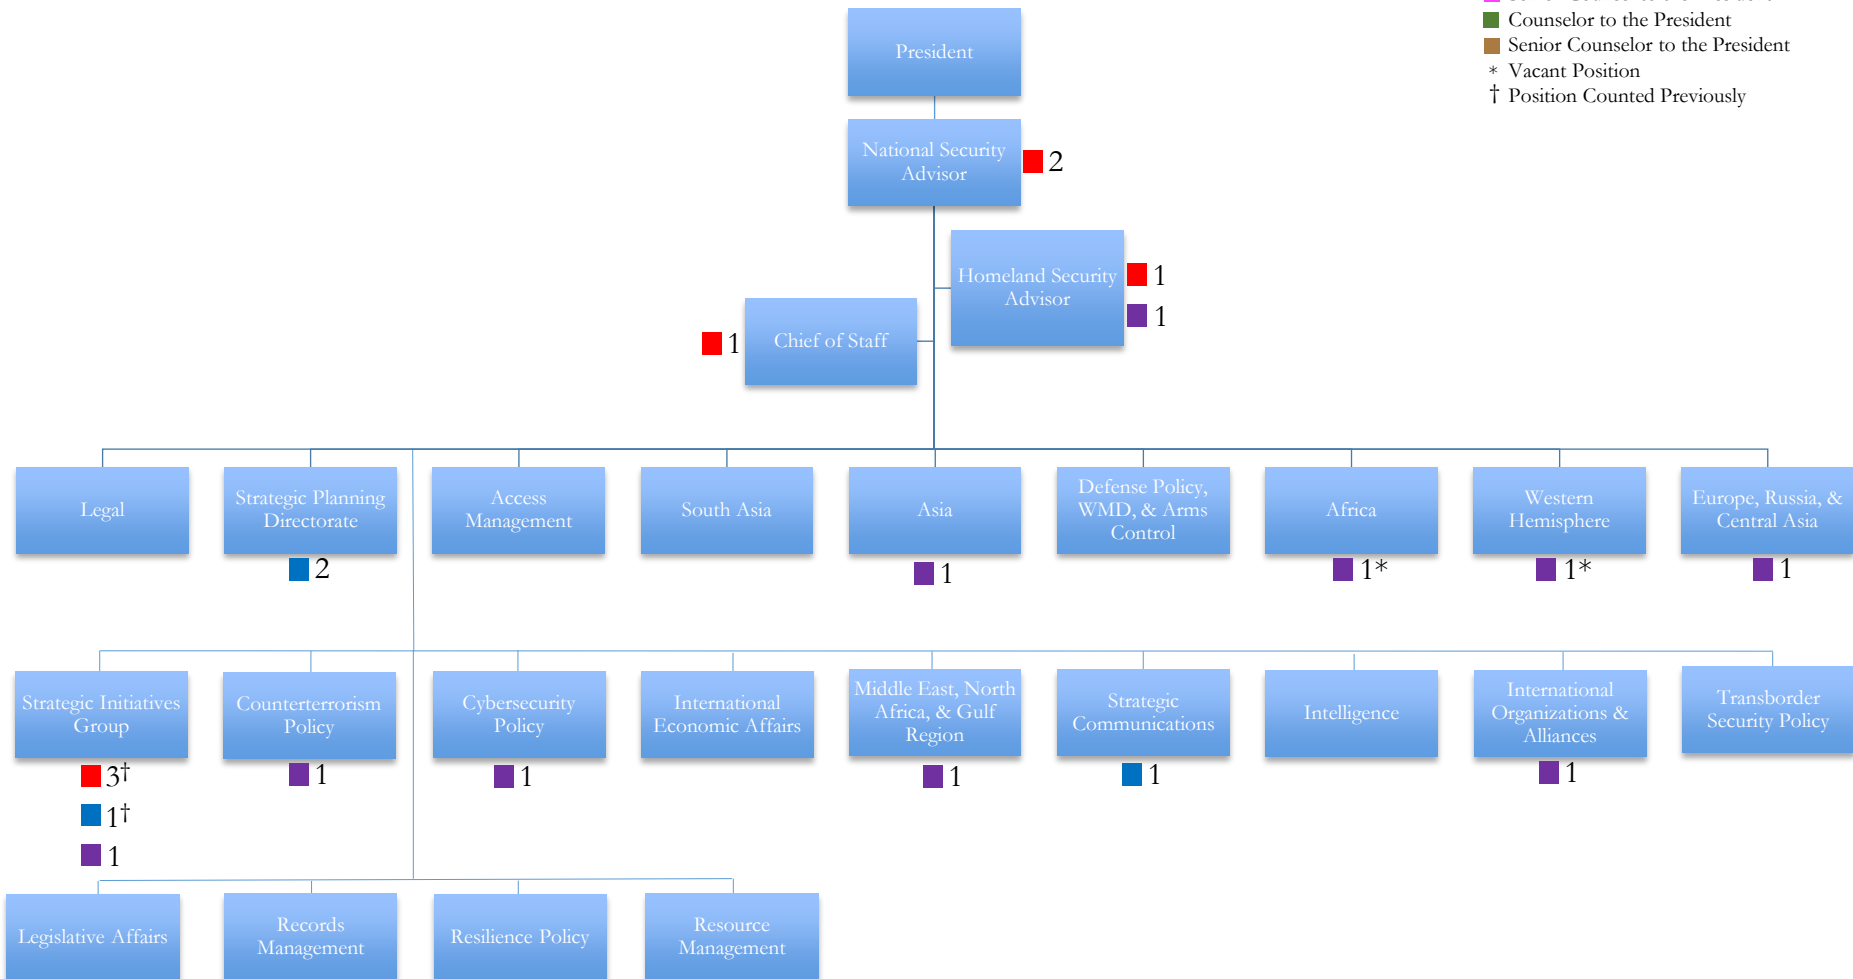 Counselor to the President
Senior Counselor to the President
* Vacant Position
† Position Counted Previously
President
National Security
Advisor
2
Homeland Security
Advisor
1
1
Chief of Staff
1
Legal
Strategic Planning
Directorate
2
Access
Management
South Asia
Asia
1
Defense Policy,
WMD, & Arms
Control
Africa
1*
Western
Hemisphere
1*
Europe, Russia, &
Central Asia
1
Strategic Initiatives
Group
3†
1†
1
Counterterrorism
Policy
1
Cybersecurity
Policy
1
International
Economic Affairs
Middle East, North
Africa, & Gulf
Region
1
Strategic
Communications
1
Intelligence
International
Organizations &
Alliances
1
Transborder
Security Policy
Legislative Affairs
Records
Management
Resilience Policy
Resource
Management